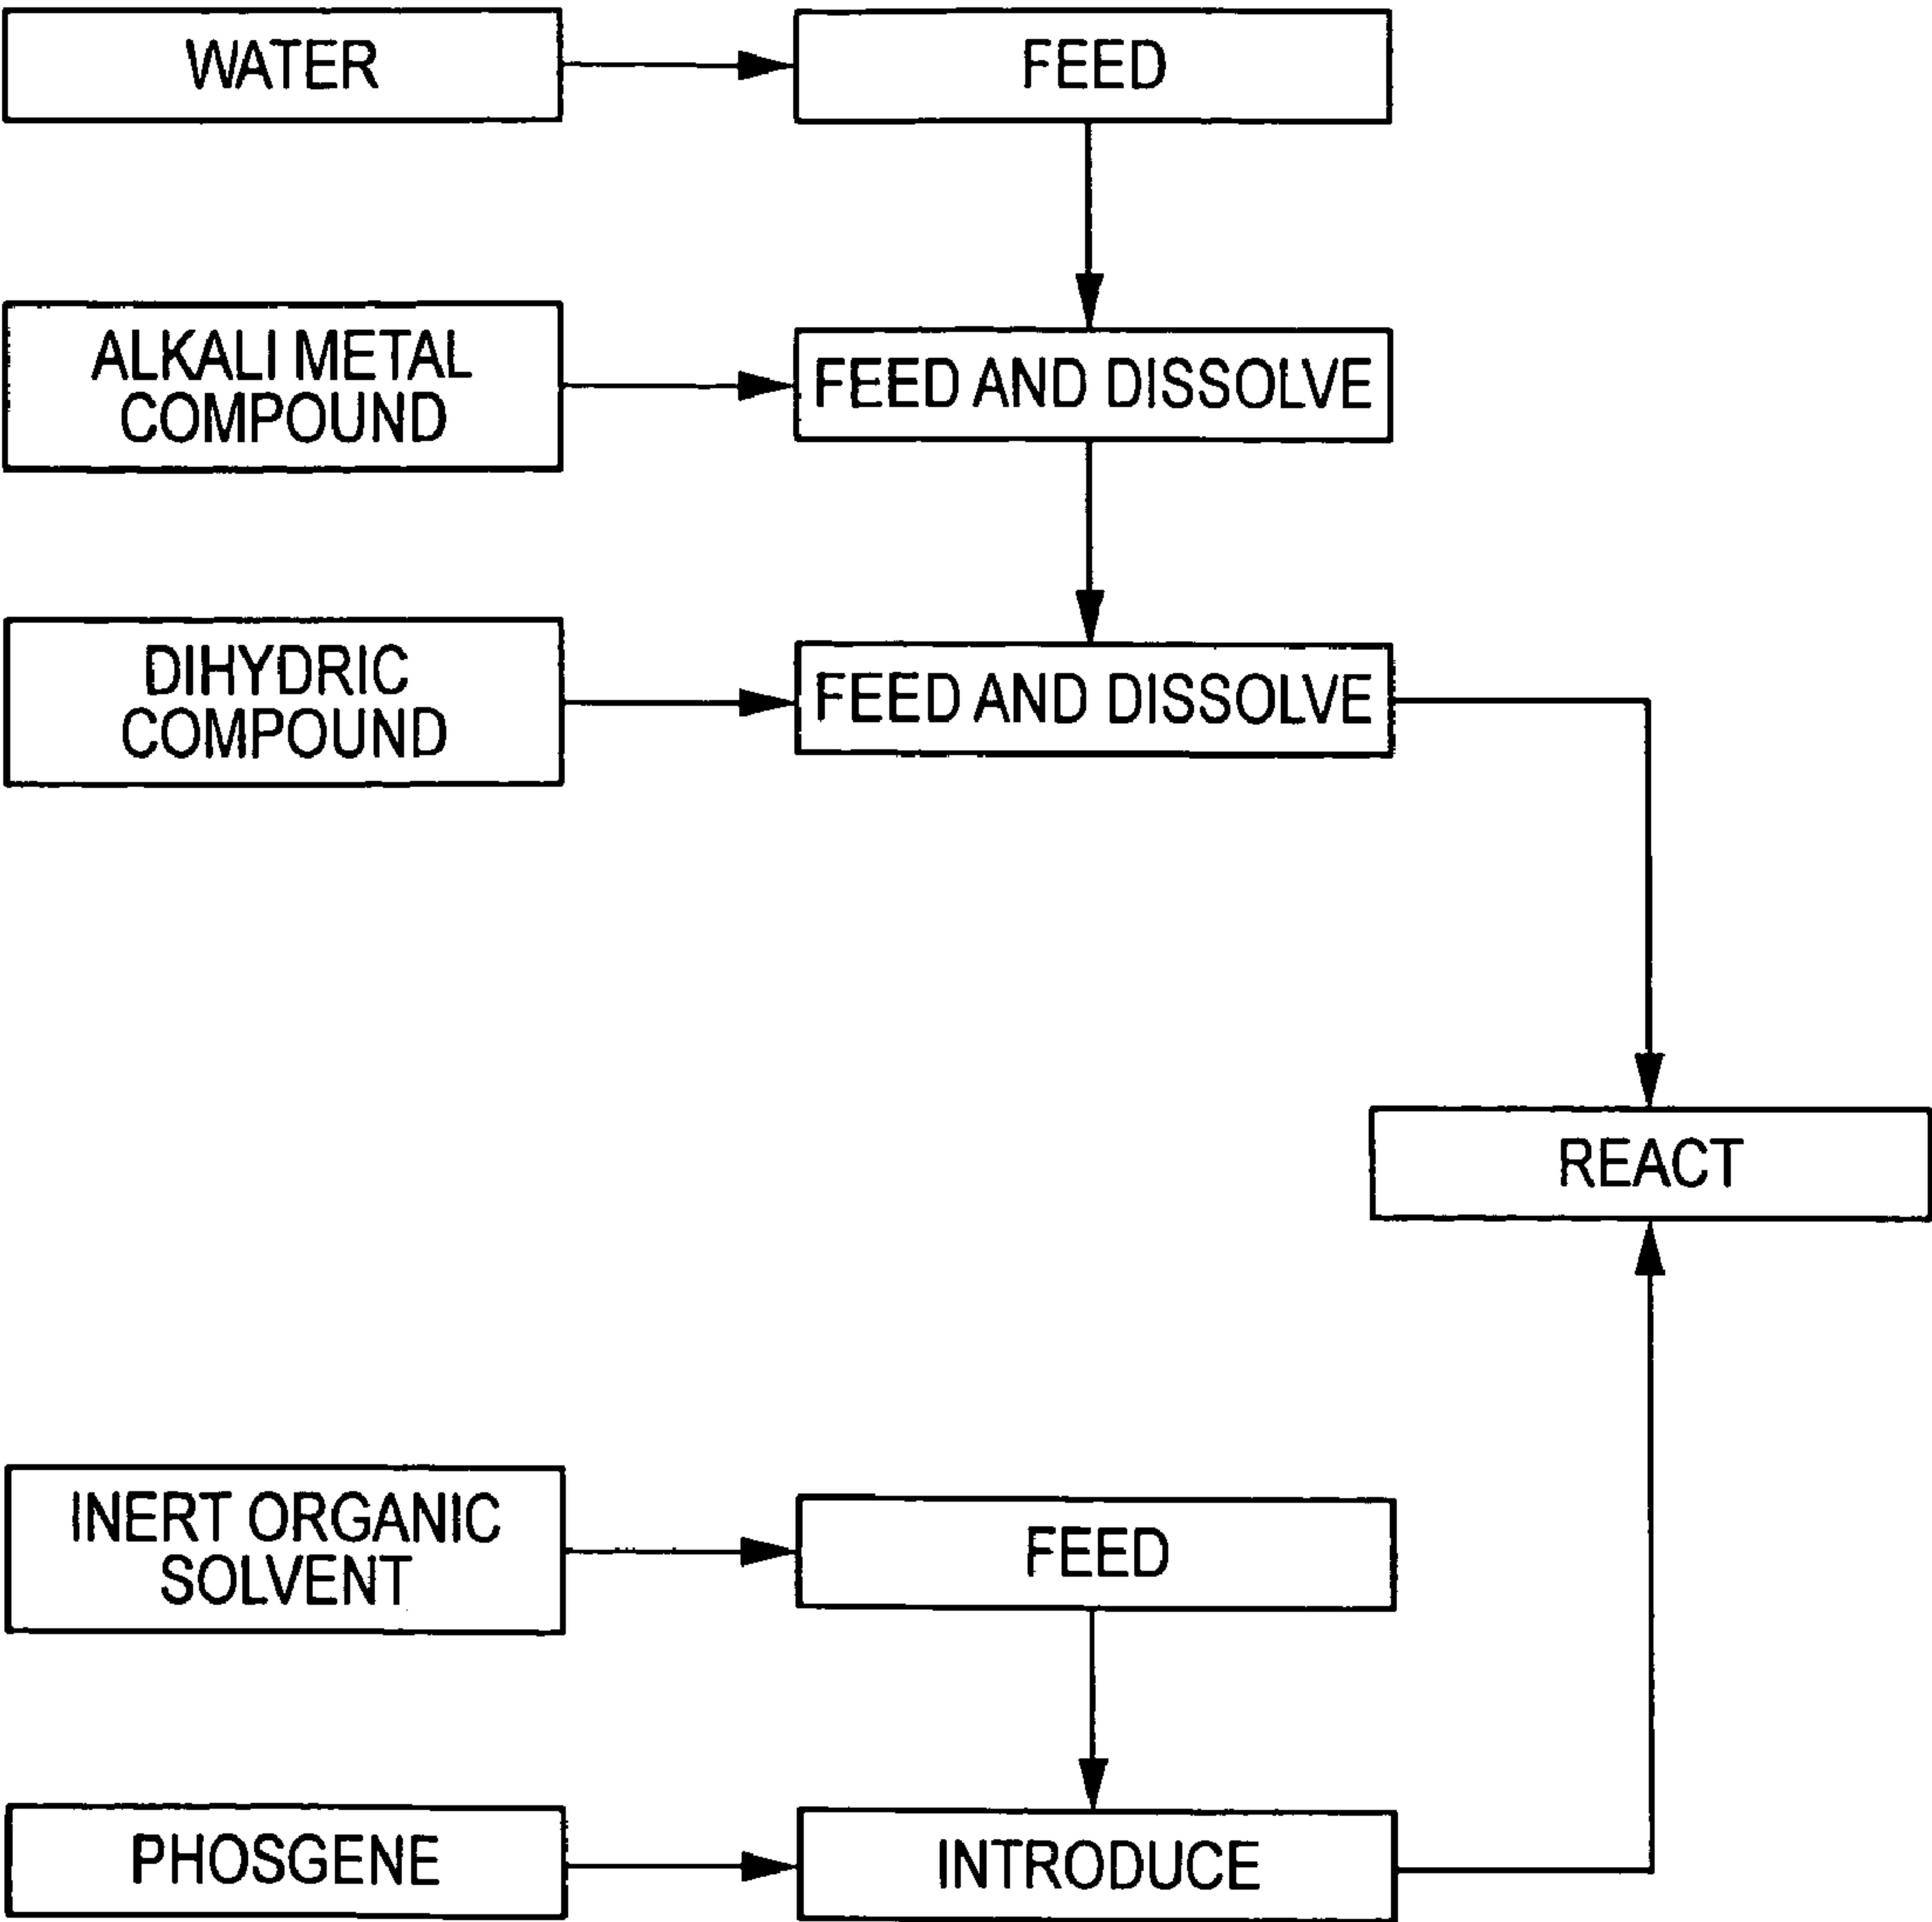 WATER
FEED
ALKALI METAL
COMPOUND
FEED AND DISSOLVE
DIHYDRIC
COMPOUND
FEED AND DISSOLVE
REACT
INERT ORGANIC
SOLVENT
FEED
PHOSGENE
INTRODUCE